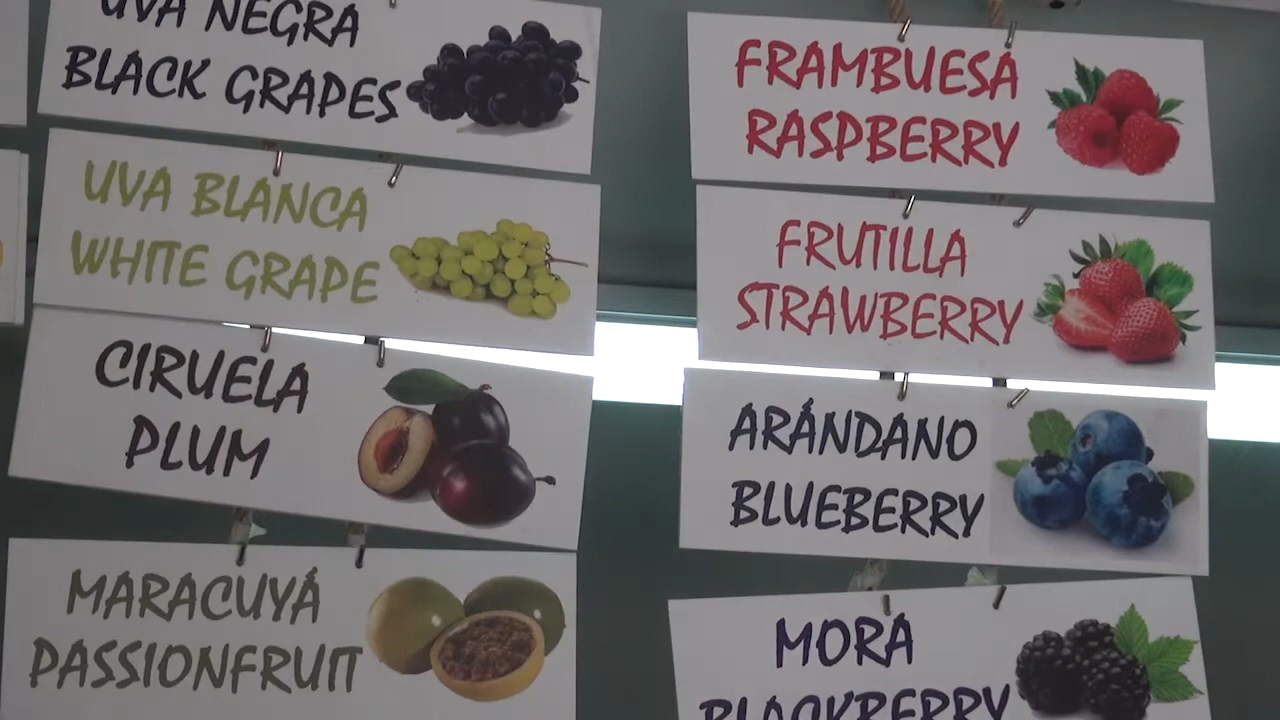 UVA NEGRA
BLACK GRAPES
UVA BLANCA
WHITE GRAPE
CIRUELA
PLUM
MARACUYÁ
PASSIONFRUIT
FRAMBUESA
RASPBERRY
FRUTILLA
STRAWBERRY
ARÁNDANO
BLUEBERRY
MORA
BLACKBERRY